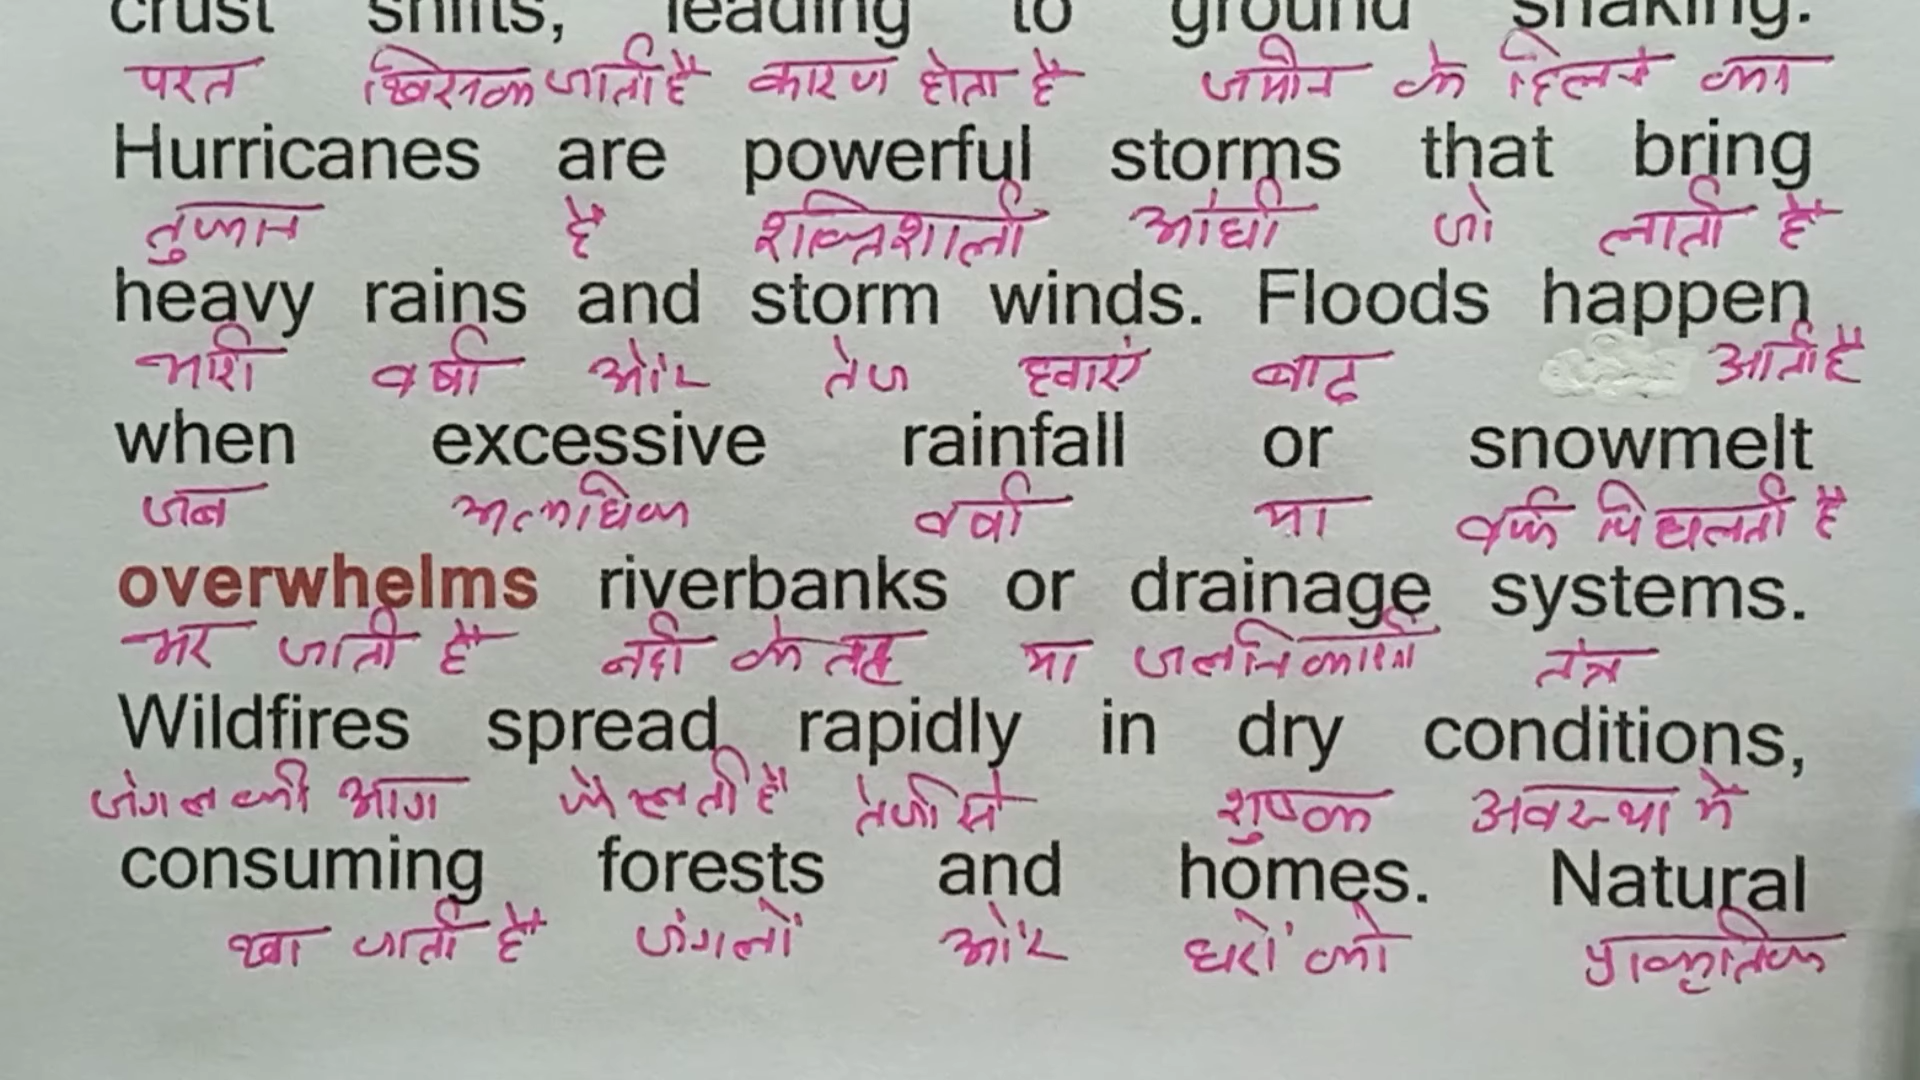 crust shifts, leading to ground shaking.
परत खिसक जाती है कारण होता है जमीन के हिलने का
Hurricanes are powerful storms that bring
तुफान है शक्तिशाली आंधी जो लाती है
heavy rains and storm winds. Floods happen
भारी वर्षा और तेज हवाएं बाढ़ आती है
when excessive rainfall or snowmelt
जब अत्यधिक वर्षा या बर्फ पिघलती है
overwhelms riverbanks or drainage systems.
भर जाती है नदी के तह या जलनिकासी तंत्र
Wildfires spread rapidly in dry conditions,
जंगल की आग फैलती है तेजी से शुष्क अवस्था में
consuming forests and homes. Natural
खा जाती है जंगलों और घरों को प्राकृतिक